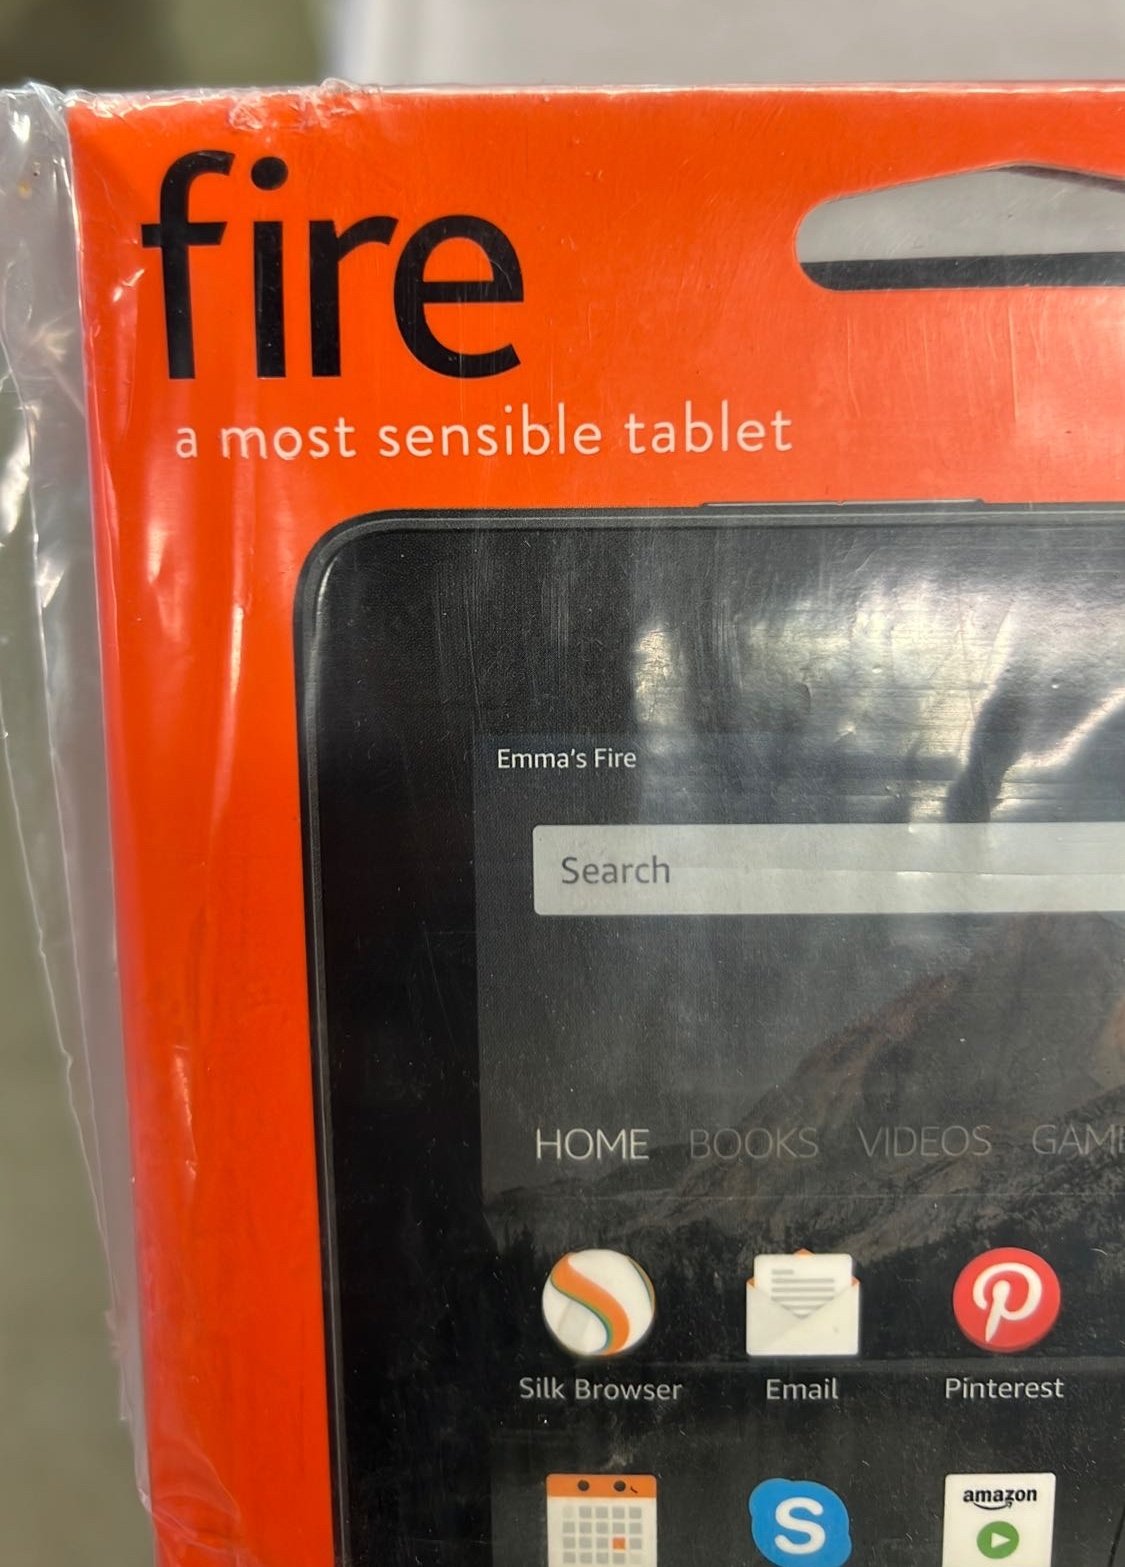 fire
a most sensible tablet
Emma's Fire
Search
HOME BOOKS VIDEOS
Silk Browser Email Pinterest
S amazon